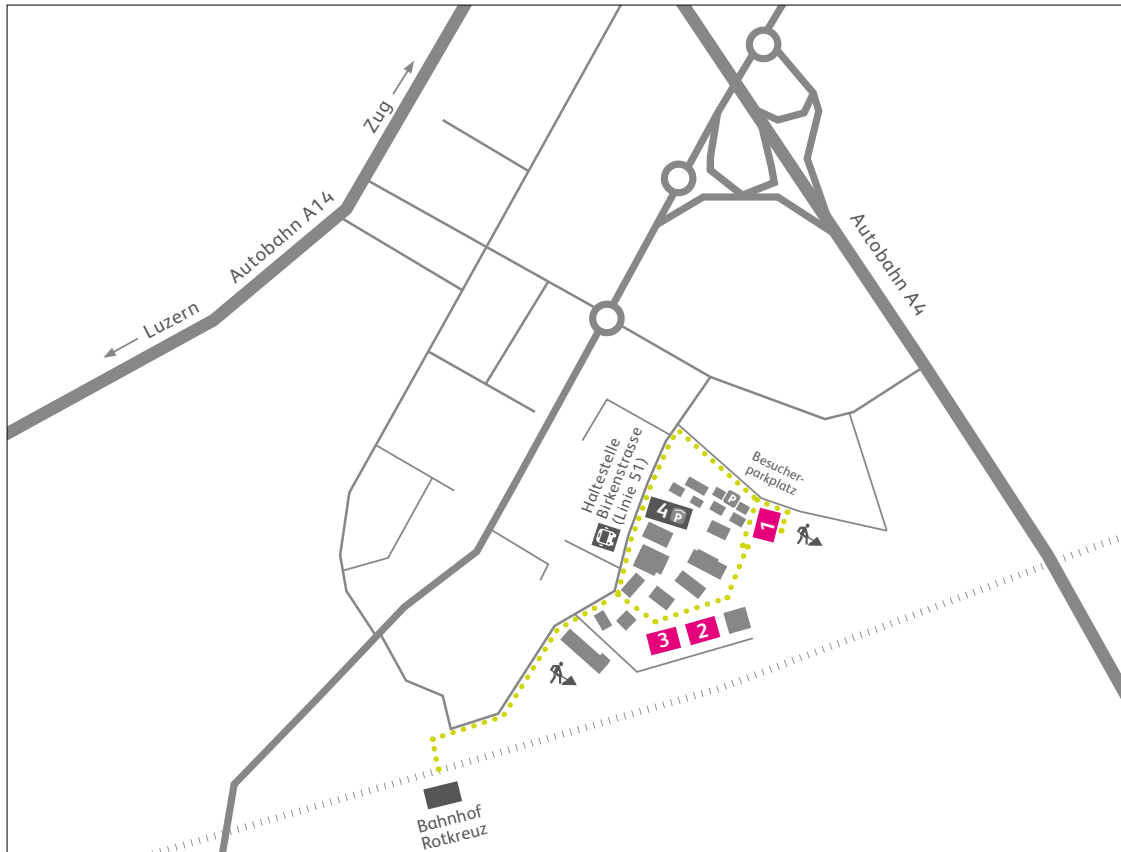 Zug
Autobahn A14
Luzern
Autobahn A4
Haltestelle
Birkenstrasse
(Linie 51)
Besucher-
parkplatz
P
4 P
1
3
2
Bahnhof
Rotkreuz